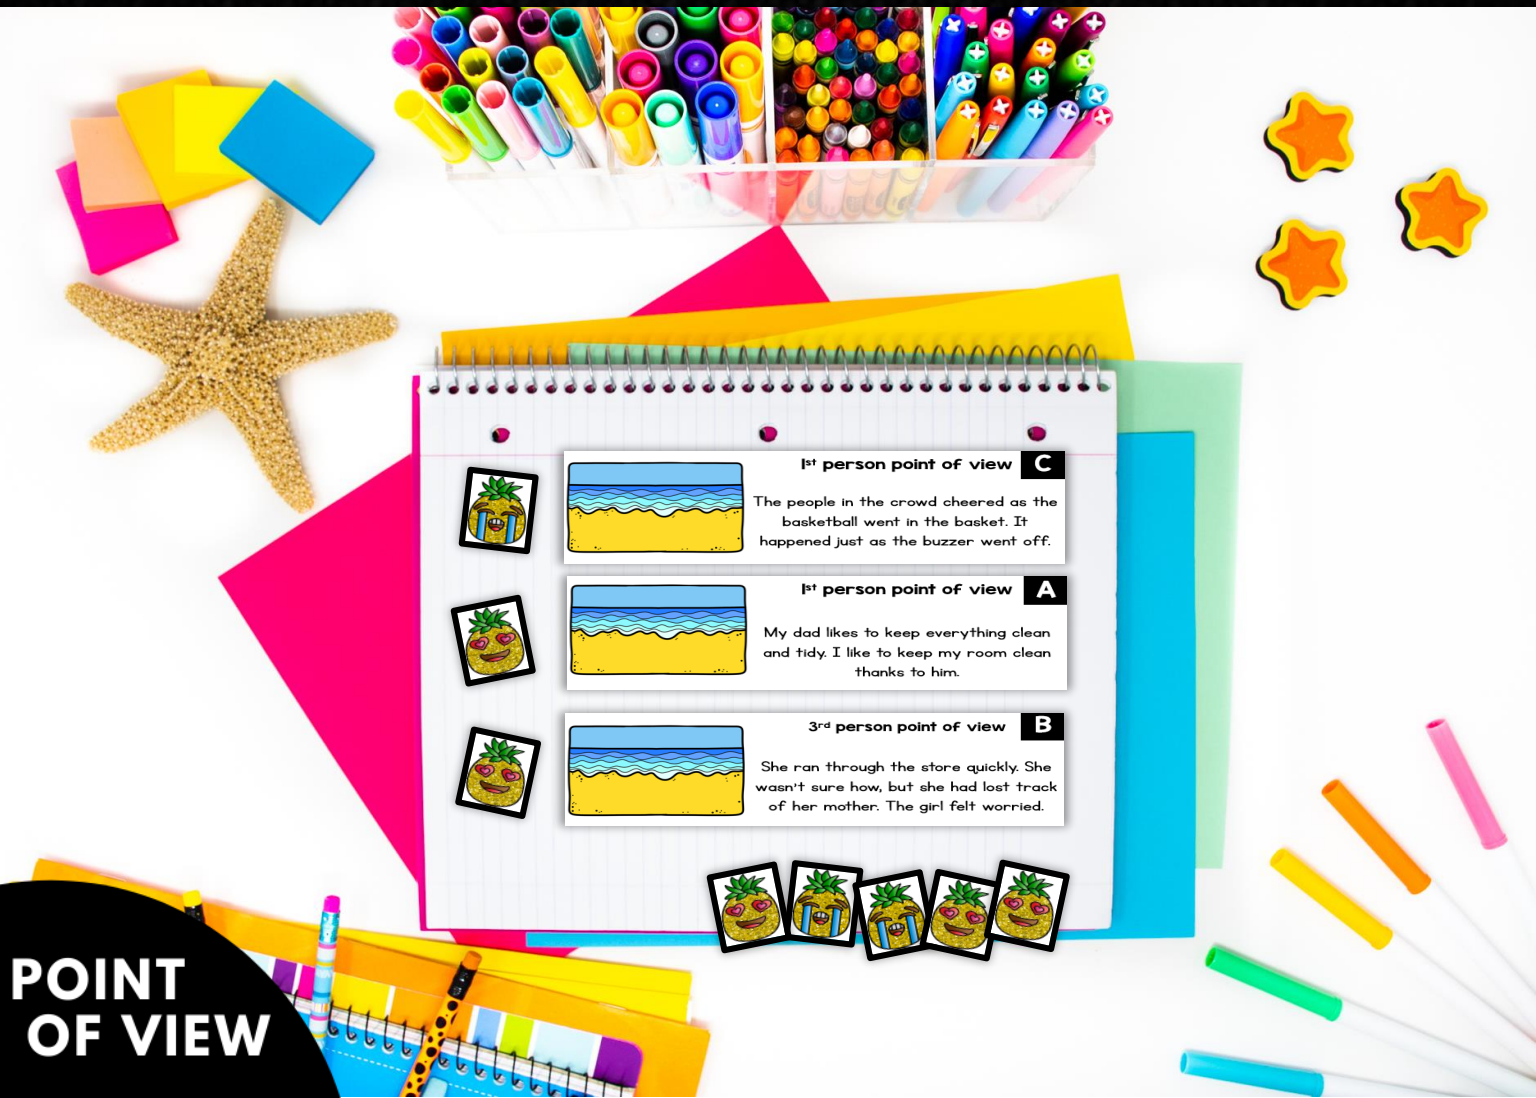 1st person point of view C
The people in the crowd cheered as the
basketball went in the basket. It
happened just as the buzzer went off.
1st person point of view A
My dad likes to keep everything clean
and tidy. I like to keep my room clean
thanks to him.
3rd person point of view B
She ran through the store quickly. She
wasn't sure how, but she had lost track
of her mother. The girl felt worried.
POINT
OF VIEW